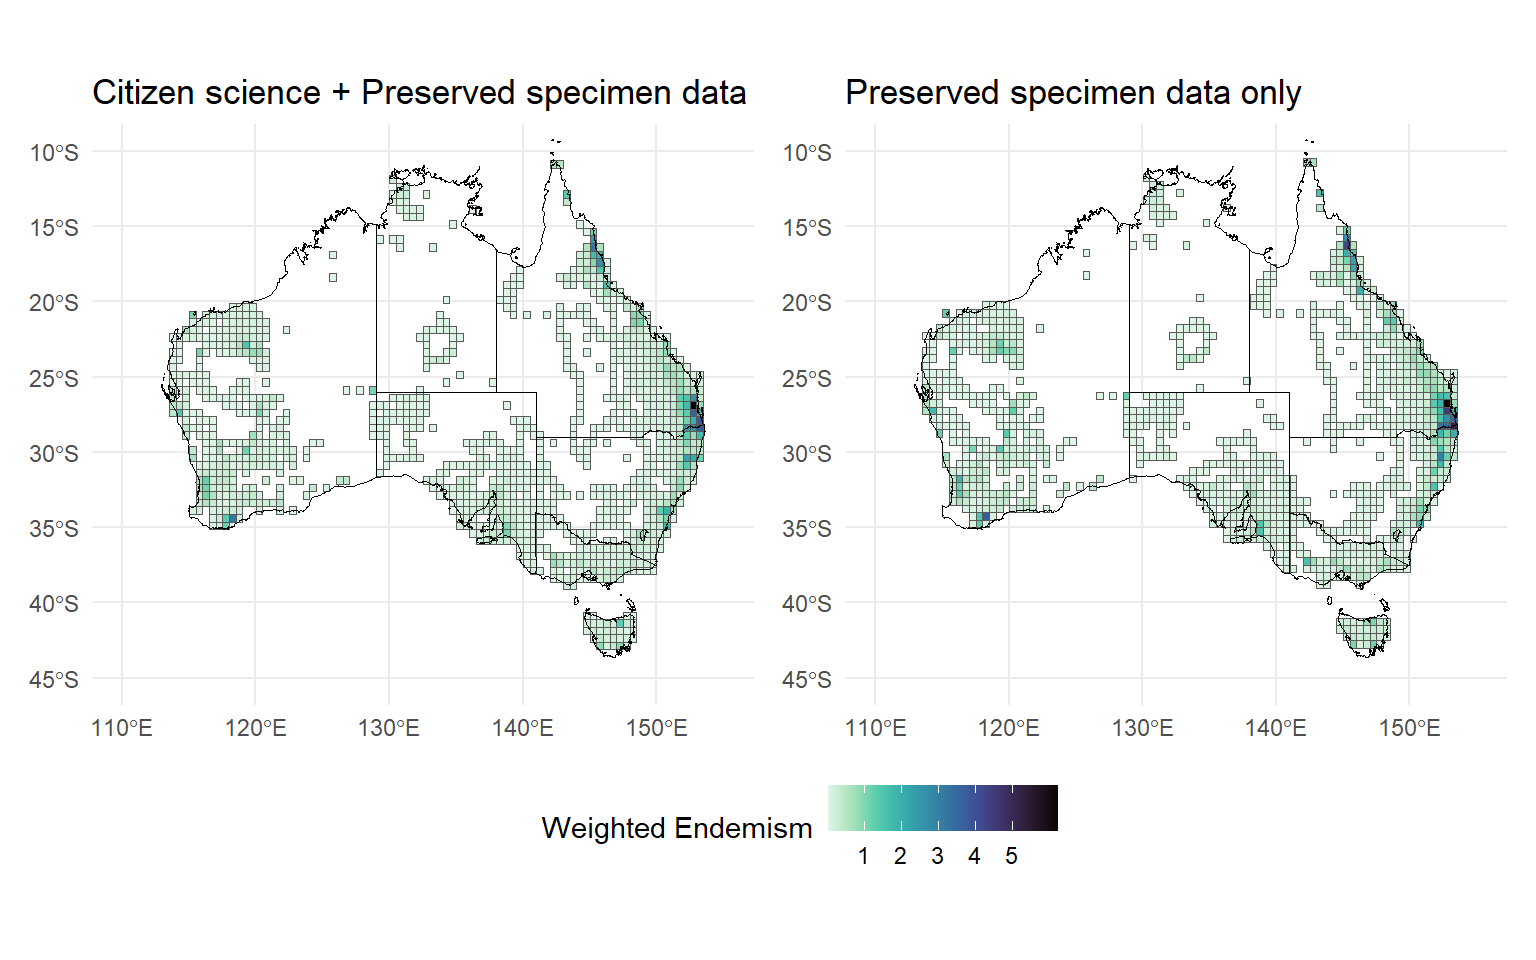 Citizen science + Preserved specimen data
Preserved specimen data only
10°S
15°S
20°S
25°S
30°S
35°S
40°S
45°S
110°E 120°E 130°E 140°E 150°E
10°S
15°S
20°S
25°S
30°S
35°S
40°S
45°S
110°E 120°E 130°E 140°E 150°E
Weighted Endemism
1 2 3 4 5